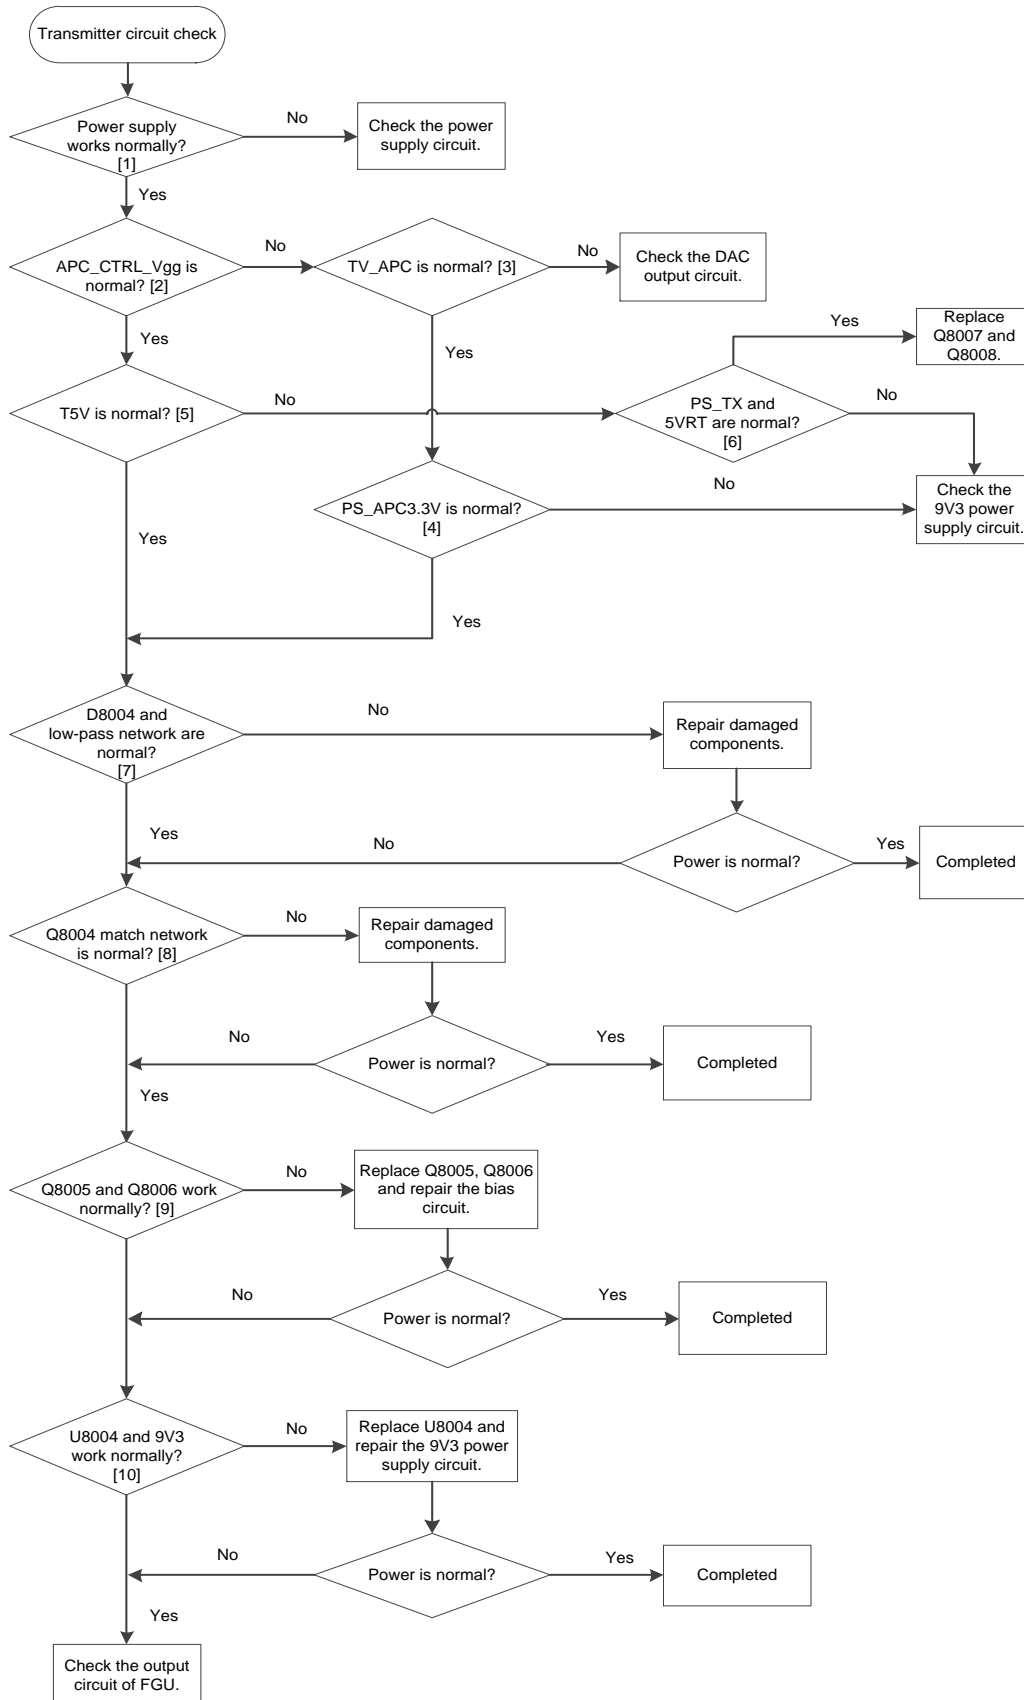 Transmitter circuit check
Power supply
works normally?
[1]
No
Check the power
supply circuit.
Yes
APC_CTRL_Vgg is
normal? [2]
No
TV_APC is normal? [3]
No
Check the DAC
output circuit.
Yes
Yes
Yes
Replace
Q8007 and
Q8008.
T5V is normal? [5]
No
PS_TX and
5VRT are normal?
[6]
No
PS_APC3.3V is normal?
[4]
No
Check the
9V3 power
supply circuit.
Yes
Yes
D8004 and
low-pass network are
normal?
[7]
No
Repair damaged
components.
Yes
No
Power is normal?
Yes
Completed
Q8004 match network
is normal? [8]
No
Repair damaged
components.
No
Power is normal?
Yes
Completed
Yes
Q8005 and Q8006 work
normally? [9]
No
Replace Q8005, Q8006
and repair the bias
circuit.
No
Power is normal?
Yes
Completed
U8004 and 9V3
work normally?
[10]
No
Replace U8004 and
repair the 9V3 power
supply circuit.
No
Power is normal?
Yes
Completed
Yes
Check the output
circuit of FGU.